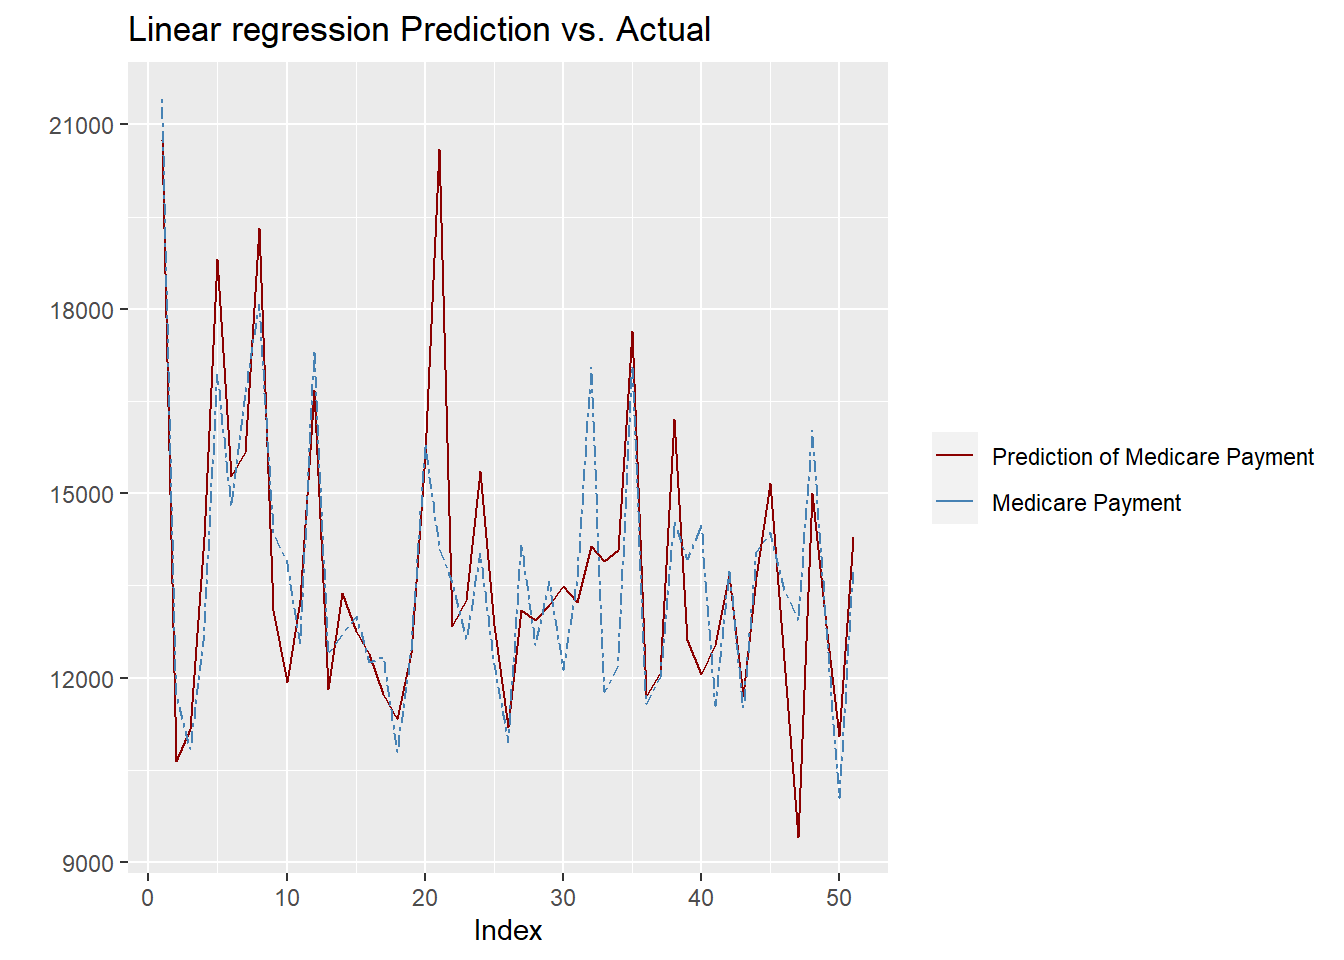 Linear regression Prediction vs. Actual
21000
18000
15000
12000
9000
0 10 20 30 40 50
Index
Prediction of Medicare Payment
Medicare Payment